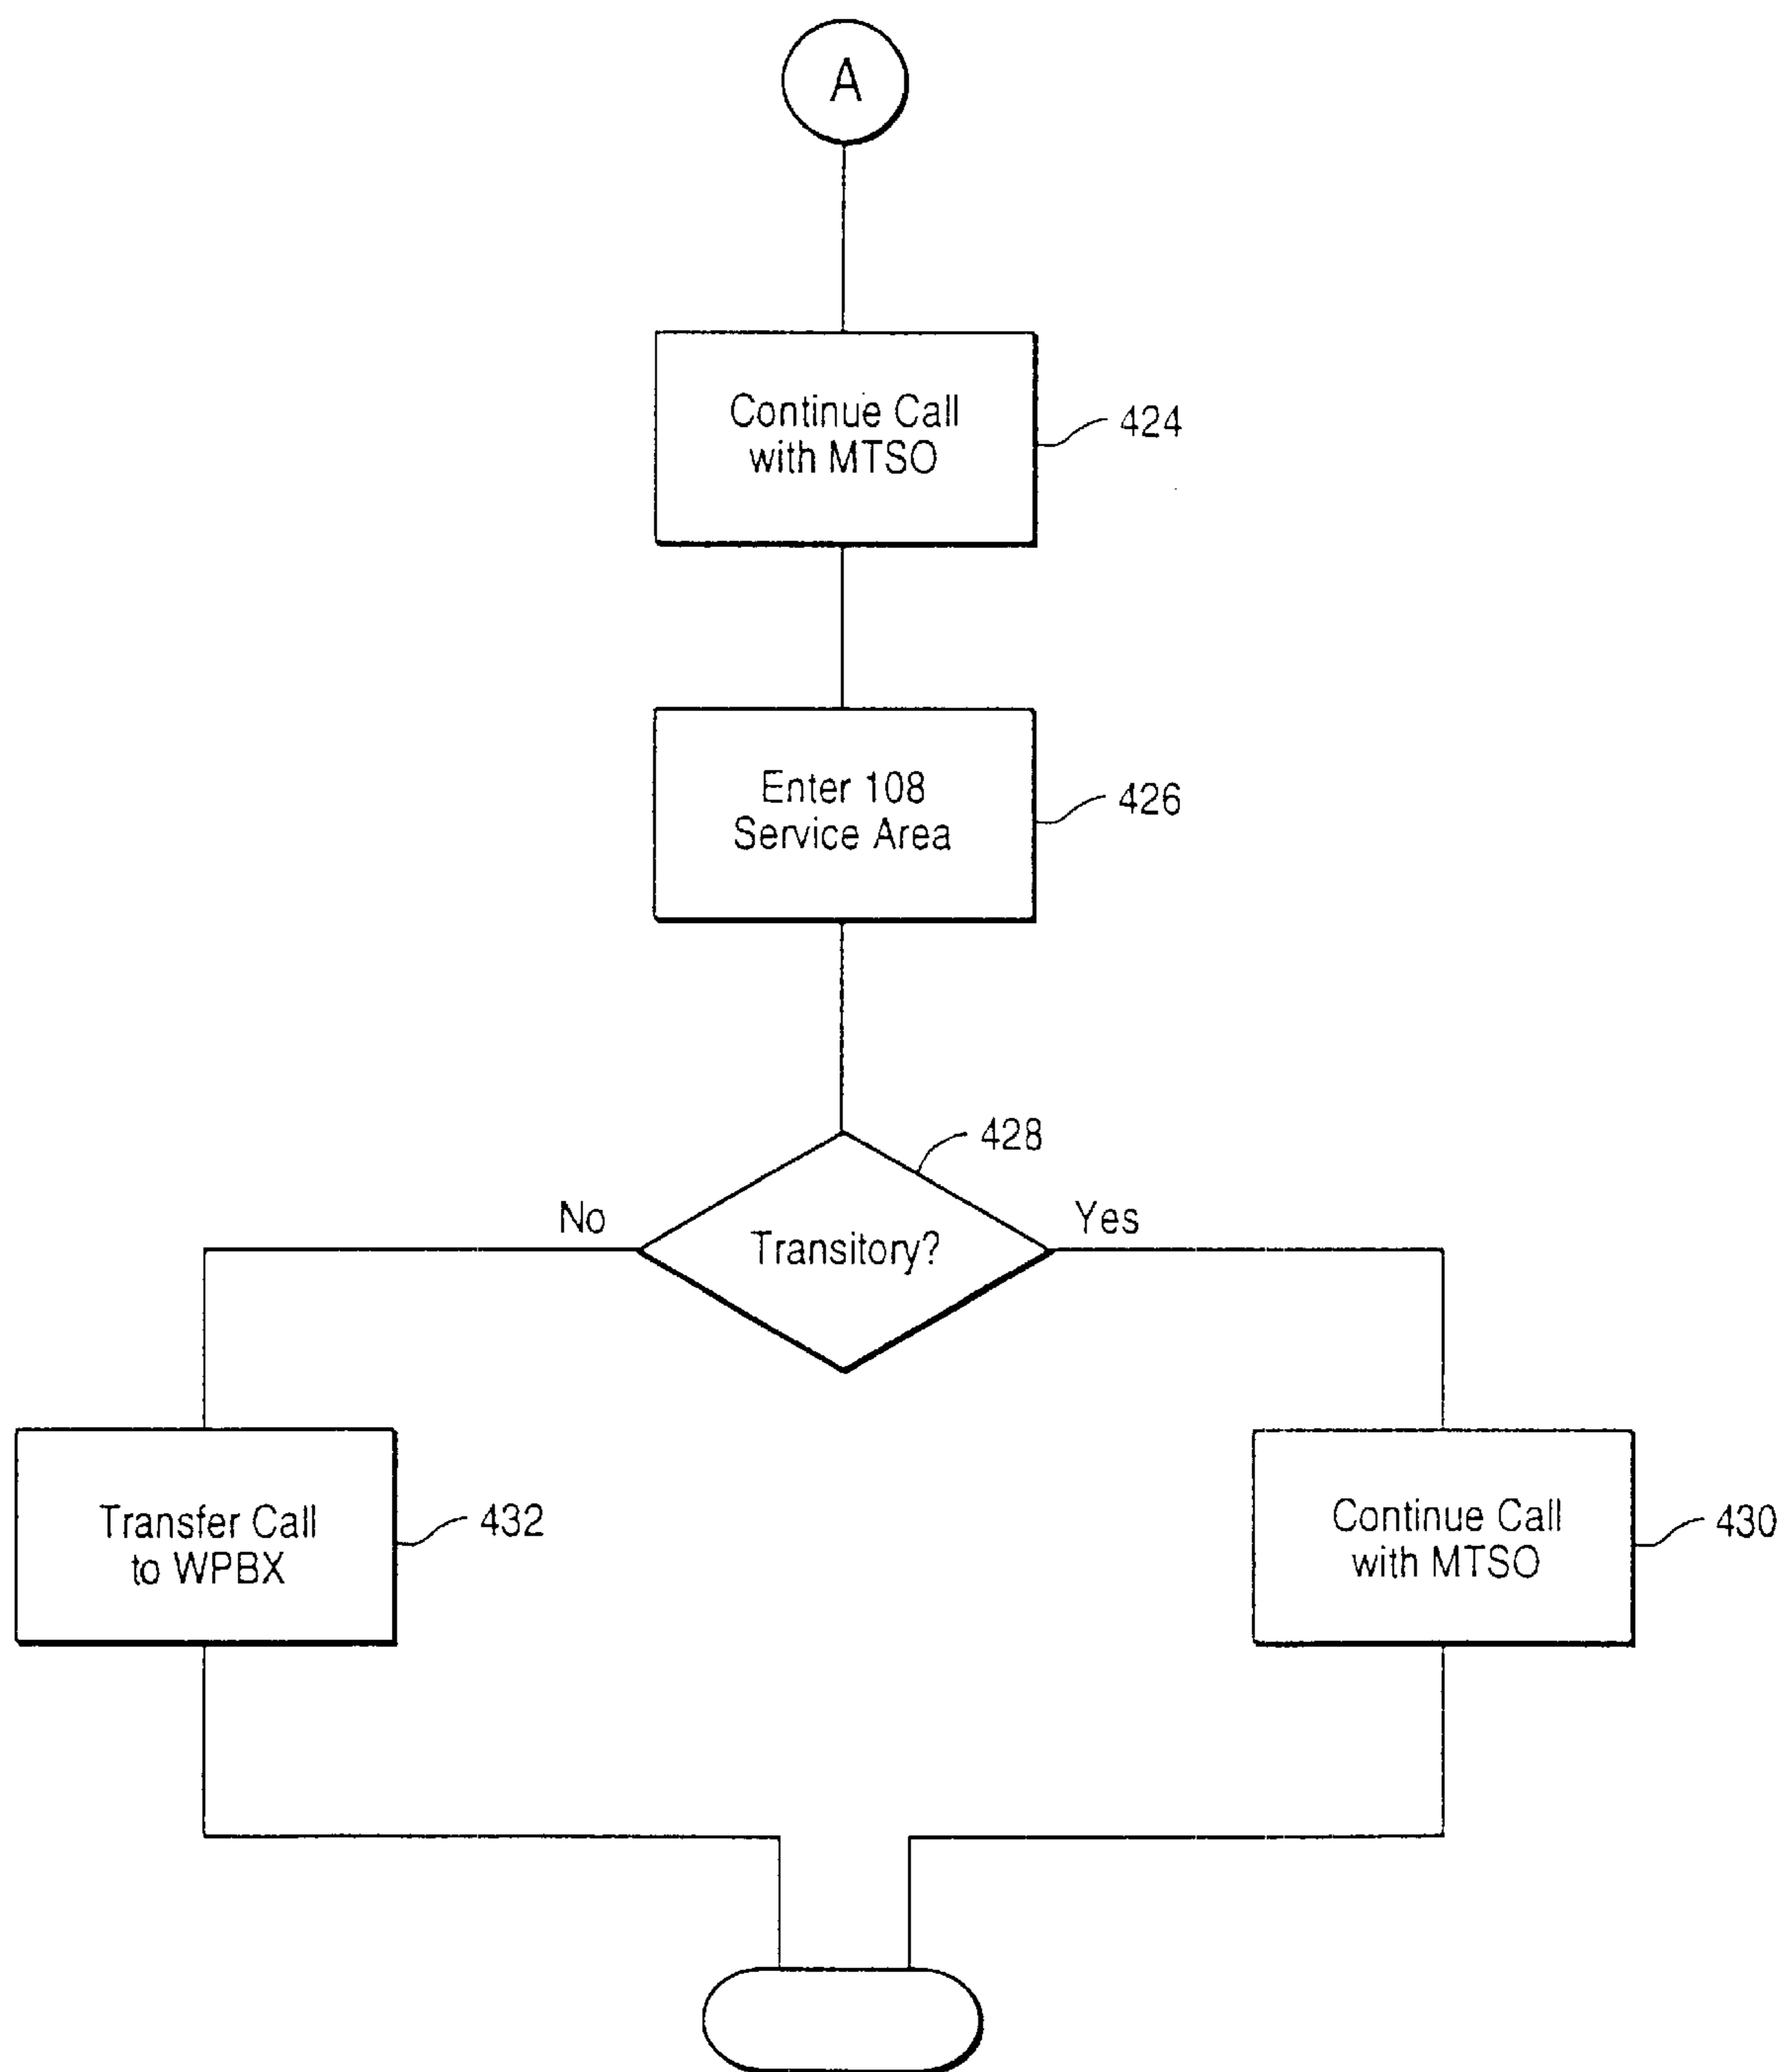 A
Continue Call
with MTSO
424
Enter 108
Service Area
426
428
No
Transitory?
Yes
Transfer Call
to WPBX
432
Continue Call
with MTSO
430